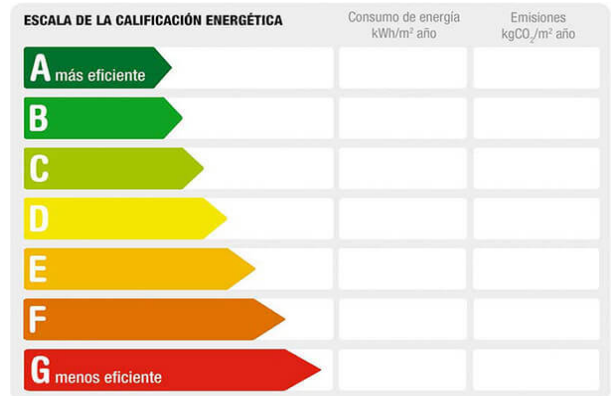 ESCALA DE LA CALIFICACIÓN ENERGÉTICA
Consumo de energía
kWh/m² año
Emisiones
kgCO₂/m² año
A más eficiente
B
C
D
E
F
G menos eficiente